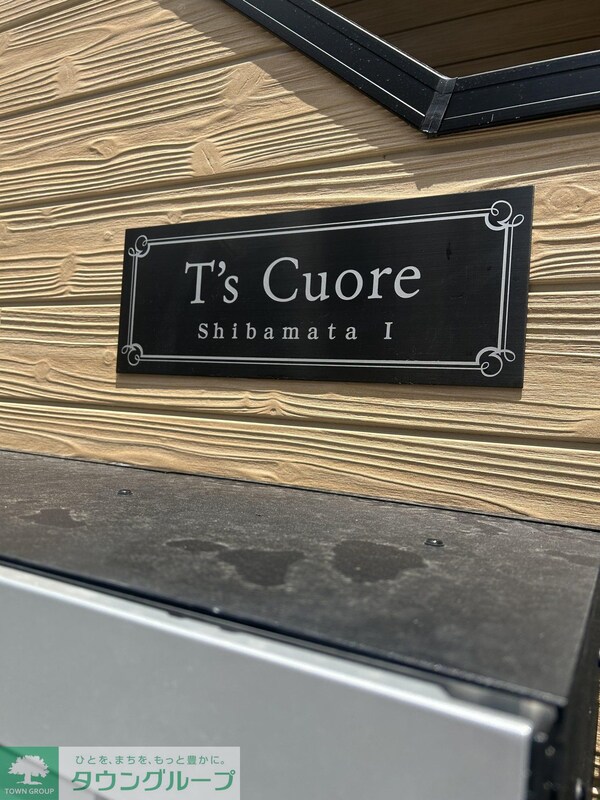 T's Cuore
Shibamata I
ひとを、まちを、もっと豊かに。
タウングループ
TOWN GROUP